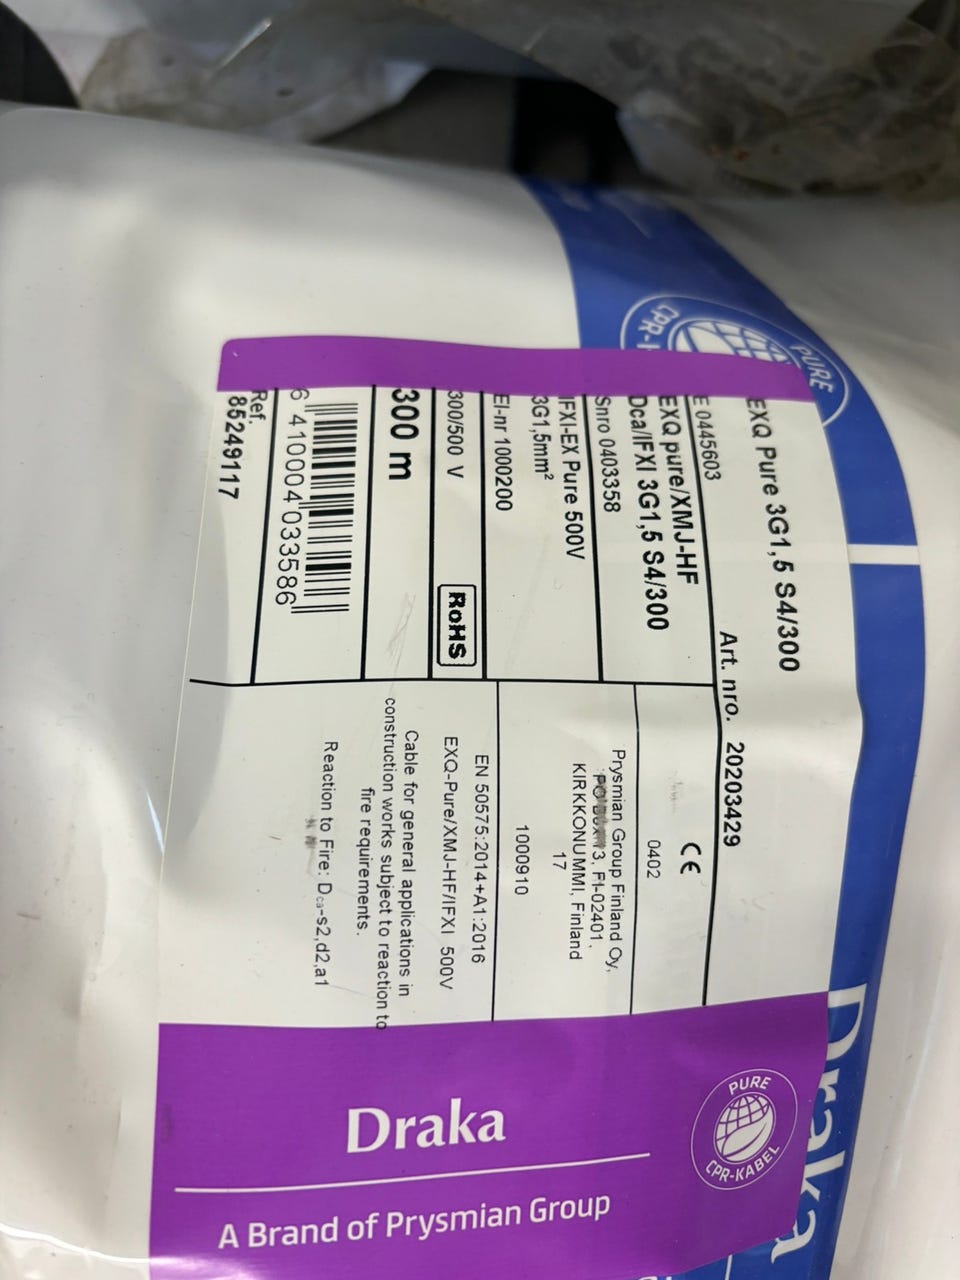 PURE
CPR-
EXQ Pure 3G1,5 S4/300
Art. nro. 20203429
E 0445603
EXQ pure/XMJ-HF
Dca/IFXI 3G1,5 S4/300
Snro 0403358
IFXI-EX Pure 500V
3G1,5mm²
El-nr 1000200
300/500 V
RoHS
300 m
6 410004 033586
Ref.
85249117
CE
0402
Prysmian Group Finland Oy,
13, FI-02401,
KIRKKONUMMI, Finland
17
1000910
EN 50575:2014+A1:2016
EXQ-Pure/XMJ-HF/IFXI 500V
Cable for general applications in
construction works subject to reaction to
fire requirements.
Reaction to Fire: Dca-s2,d2,a1
PURE
CPR-KABEL
Draka
A Brand of Prysmian Group
Draka